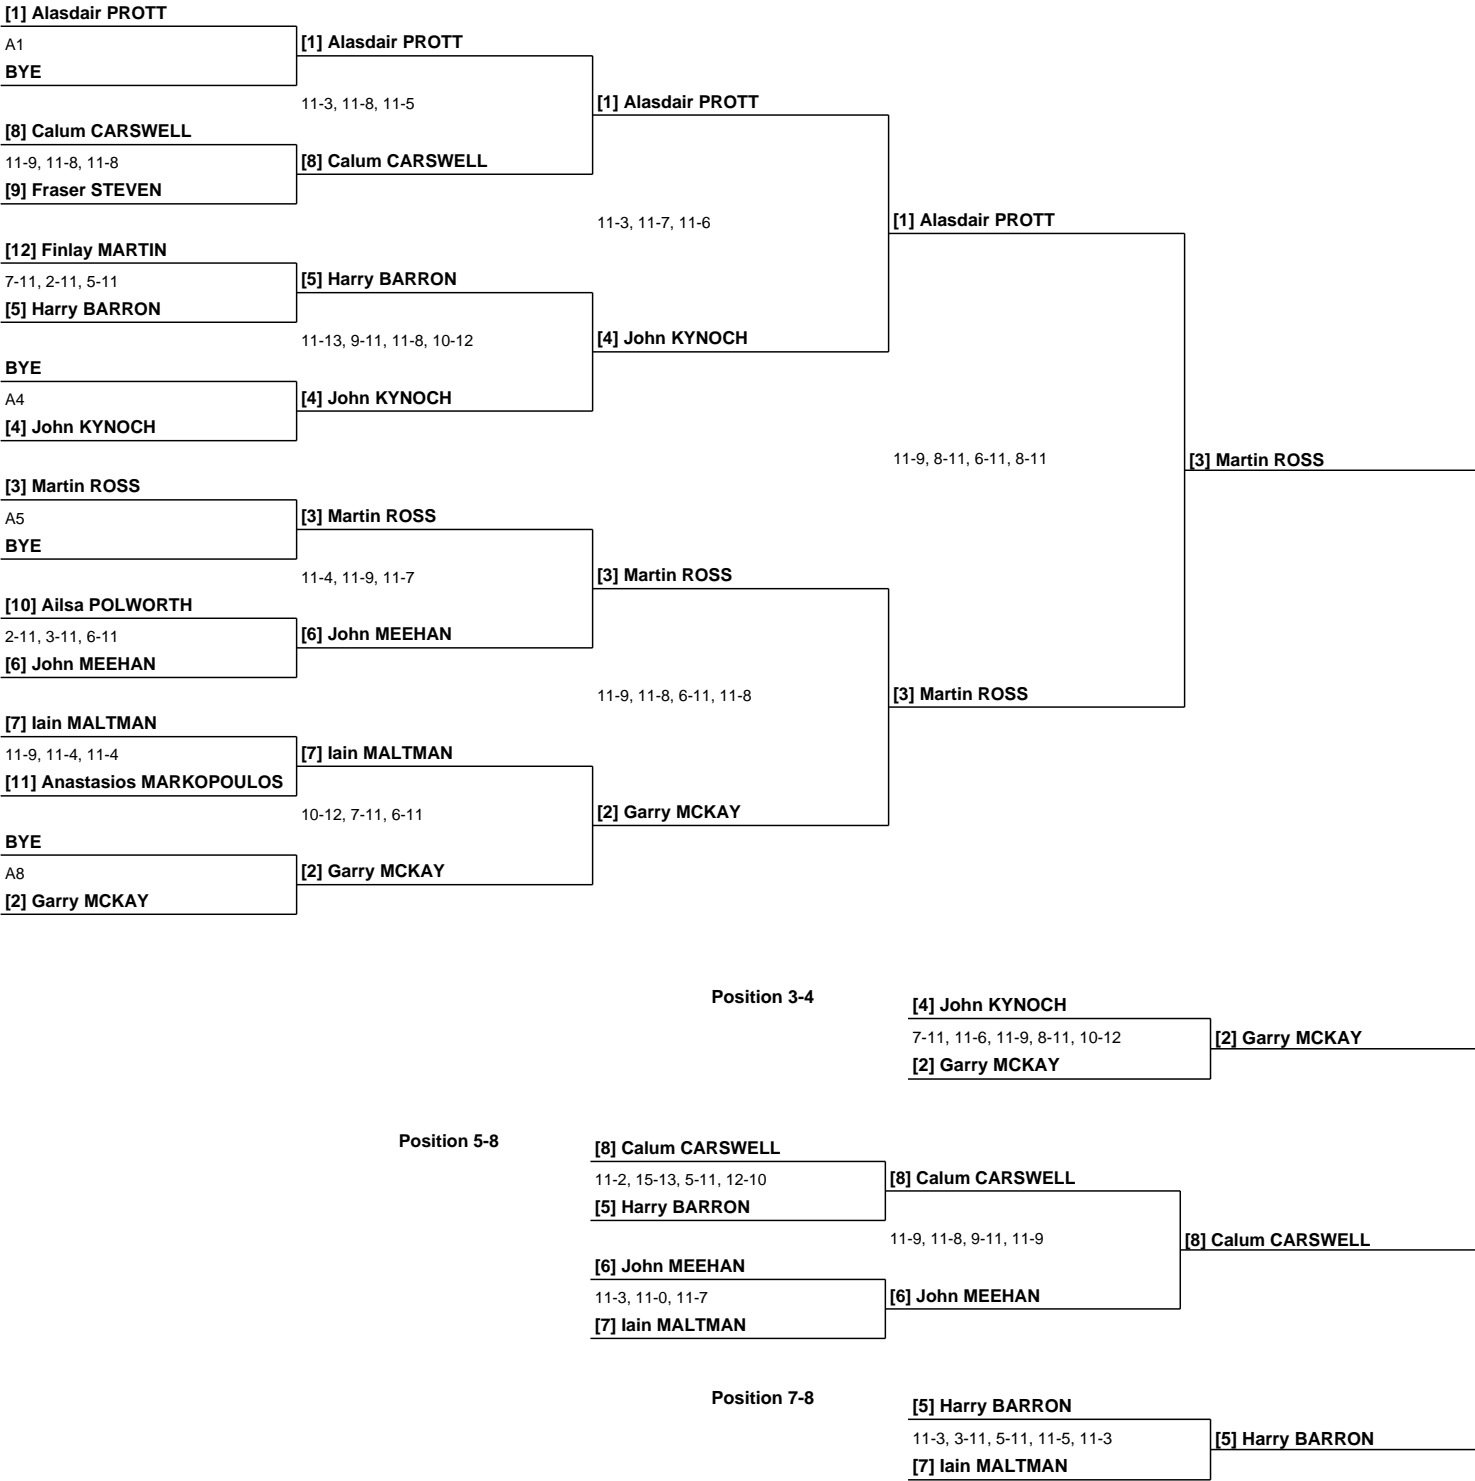 [1] Alasdair PROTT
A1
[1] Alasdair PROTT
BYE
11-3, 11-8, 11-5
[1] Alasdair PROTT
[8] Calum CARSWELL
11-9, 11-8, 11-8
[8] Calum CARSWELL
[9] Fraser STEVEN
11-3, 11-7, 11-6
[1] Alasdair PROTT
[12] Finlay MARTIN
7-11, 2-11, 5-11
[5] Harry BARRON
[5] Harry BARRON
11-13, 9-11, 11-8, 10-12
[4] John KYNOCH
BYE
A4
[4] John KYNOCH
[4] John KYNOCH
11-9, 8-11, 6-11, 8-11
[3] Martin ROSS
[3] Martin ROSS
A5
[3] Martin ROSS
BYE
11-4, 11-9, 11-7
[3] Martin ROSS
[10] Ailsa POLWORTH
2-11, 3-11, 6-11
[6] John MEEHAN
[6] John MEEHAN
11-9, 11-8, 6-11, 11-8
[3] Martin ROSS
[7] Iain MALTMAN
11-9, 11-4, 11-4
[7] Iain MALTMAN
[11] Anastasios MARKOPOULOS
10-12, 7-11, 6-11
[2] Garry MCKAY
BYE
A8
[2] Garry MCKAY
[2] Garry MCKAY
Position 3-4
[4] John KYNOCH
7-11, 11-6, 11-9, 8-11, 10-12
[2] Garry MCKAY
[2] Garry MCKAY
Position 5-8
[8] Calum CARSWELL
11-2, 15-13, 5-11, 12-10
[8] Calum CARSWELL
[5] Harry BARRON
11-9, 11-8, 9-11, 11-9
[8] Calum CARSWELL
[6] John MEEHAN
11-3, 11-0, 11-7
[6] John MEEHAN
[7] Iain MALTMAN
Position 7-8
[5] Harry BARRON
11-3, 3-11, 5-11, 11-5, 11-3
[5] Harry BARRON
[7] Iain MALTMAN